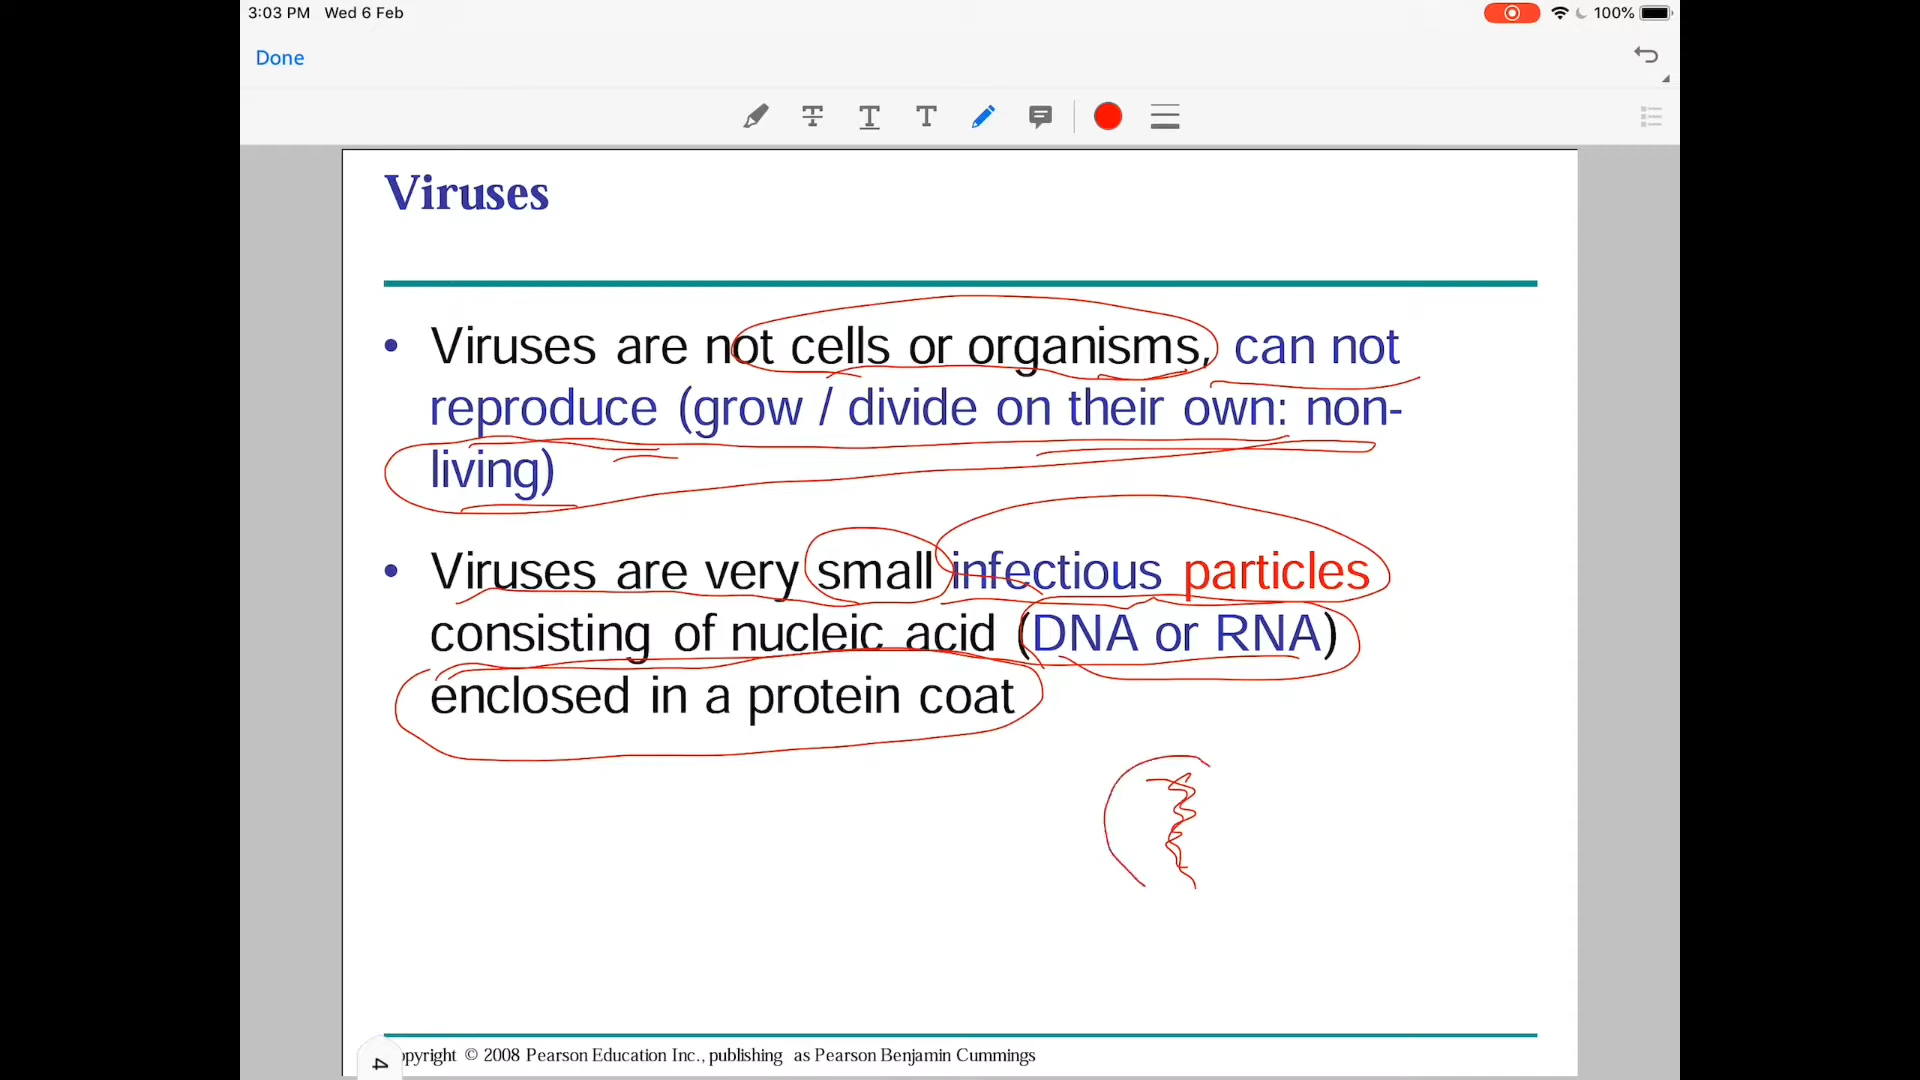 3:03 PM Wed 6 Feb
100%
Done
Viruses
• Viruses are not cells or organisms, can not
reproduce (grow / divide on their own: non-
living)
• Viruses are very small infectious particles
consisting of nucleic acid (DNA or RNA)
enclosed in a protein coat
opyright © 2008 Pearson Education Inc., publishing as Pearson Benjamin Cummings
4